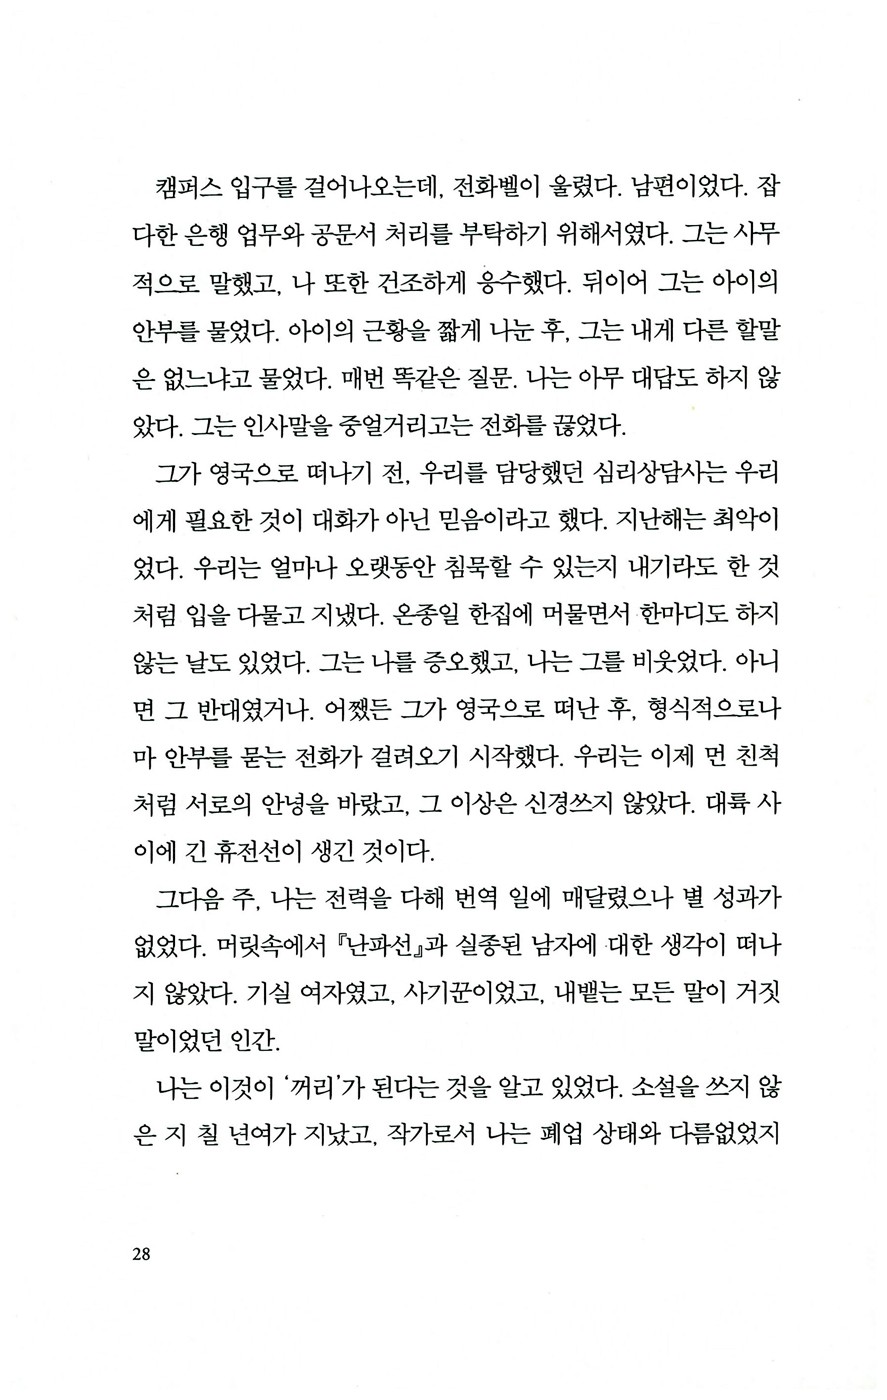 캠퍼스 입구를 걸어나오는데, 전화벨이 울렸다. 남편이었다. 잡
다한 은행 업무와 공문서 처리를 부탁하기 위해서였다. 그는 사무
적으로 말했고, 나 또한 건조하게 응수했다. 뒤이어 그는 아이의
안부를 물었다. 아이의 근황을 짧게 나눈 후, 그는 내게 다른 할말
은 없느냐고 물었다. 매번 똑같은 질문. 나는 아무 대답도 하지 않
았다. 그는 인사말을 중얼거리고는 전화를 끊었다.
그가 영국으로 떠나기 전, 우리를 담당했던 심리상담사는 우리
에게 필요한 것이 대화가 아닌 믿음이라고 했다. 지난해는 최악이
었다. 우리는 얼마나 오랫동안 침묵할 수 있는지 내기라도 한 것
처럼 입을 다물고 지냈다. 온종일 한집에 머물면서 한마디도 하지
않는 날도 있었다. 그는 나를 증오했고, 나는 그를 비웃었다. 아니
면 그 반대였거나. 어쨌든 그가 영국으로 떠난 후, 형식적으로나
마 안부를 묻는 전화가 걸려오기 시작했다. 우리는 이제 먼 친척
처럼 서로의 안녕을 바랐고, 그 이상은 신경쓰지 않았다. 대륙 사
이에 긴 휴전선이 생긴 것이다.
그다음 주, 나는 전력을 다해 번역 일에 매달렸으나 별 성과가
없었다. 머릿속에서 『난파선』과 실종된 남자에 대한 생각이 떠나
지 않았다. 기실 여자였고, 사기꾼이었고, 내뱉는 모든 말이 거짓
말이었던 인간.
나는 이것이 ‘꺼리’가 된다는 것을 알고 있었다. 소설을 쓰지 않
은 지 칠 년여가 지났고, 작가로서 나는 폐업 상태와 다름없었지
28